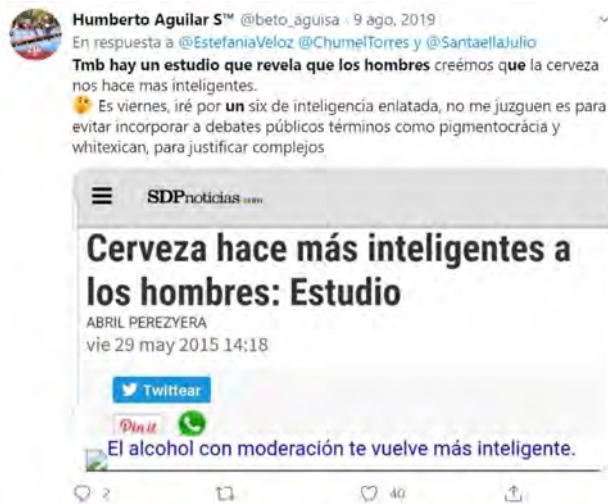 Humberto Aguilar S™ @beto_aguisa · 9 ago. 2019
En respuesta a @EstefaniaVeloz @ChumelTorres y @SantaellaJulio
Tmb hay un estudio que revela que los hombres creémos que la cerveza
nos hace mas inteligentes.
🤔 Es viernes, iré por un six de inteligencia enlatada, no me juzguen es para
evitar incorporar a debates públicos términos como pigmentocrácia y
whitexican, para justificar complejos
SDPnoticias.com
Cerveza hace más inteligentes a
los hombres: Estudio
ABRIL PEREZYERA
vie 29 may 2015 14:18
Twittear
Pin it
El alcohol con moderación te vuelve más inteligente.
2 40